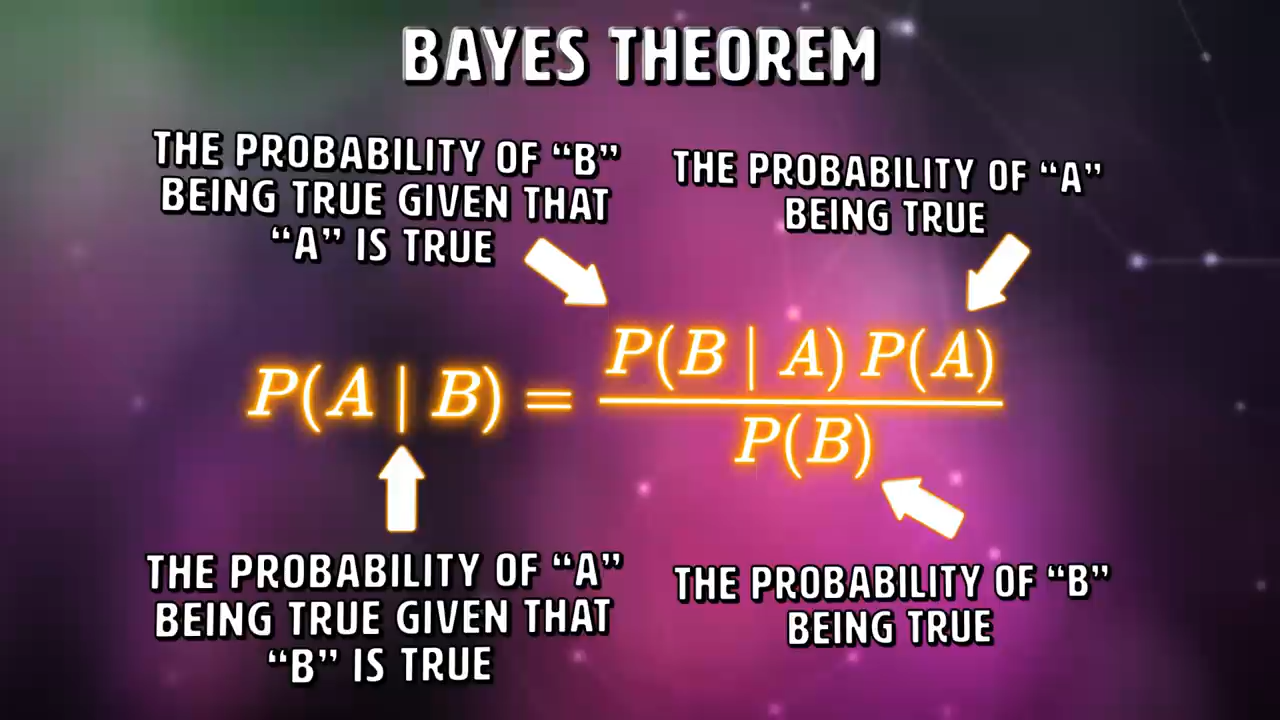 BAYES THEOREM
THE PROBABILITY OF “B”
BEING TRUE GIVEN THAT
“A” IS TRUE
THE PROBABILITY OF “A”
BEING TRUE
P(A | B) = P(B | A) P(A)
P(B)
THE PROBABILITY OF “A”
BEING TRUE GIVEN THAT
“B” IS TRUE
THE PROBABILITY OF “B”
BEING TRUE